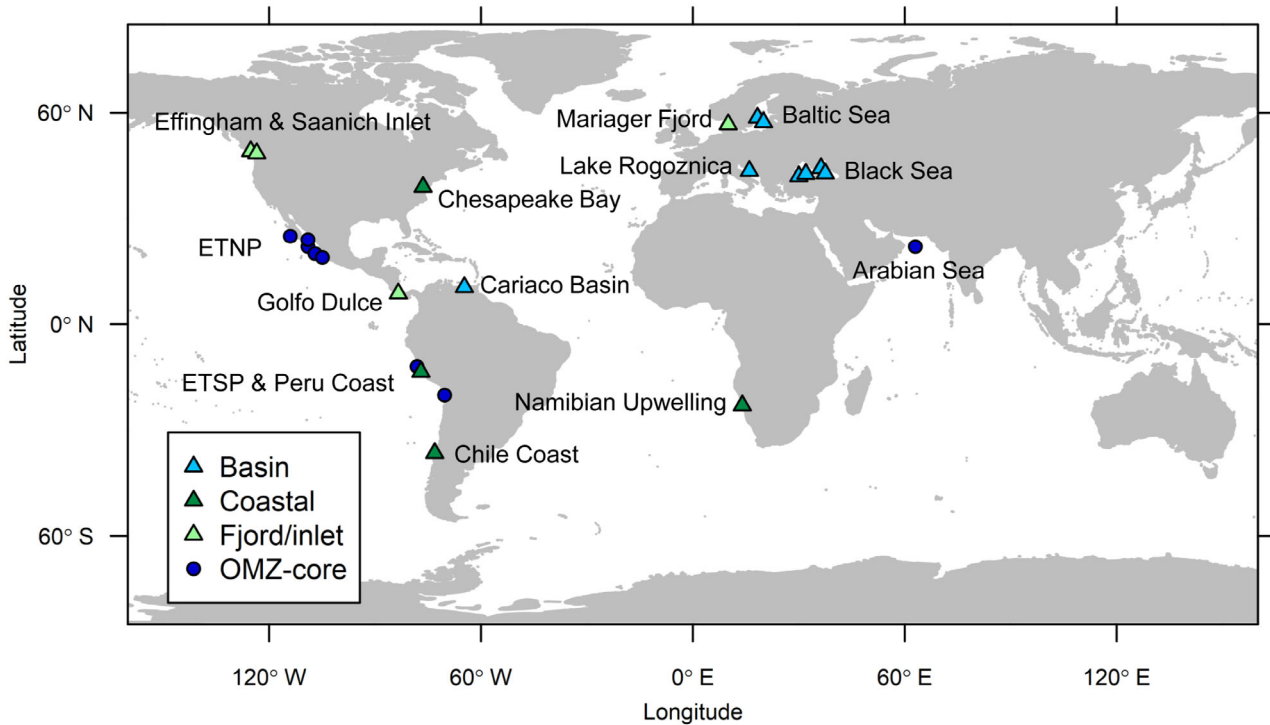 60° N
Effingham & Saanich Inlet
Mariager Fjord
Baltic Sea
Lake Rogoznica
Black Sea
Chesapeake Bay
ETNP
Arabian Sea
Cariaco Basin
Golfo Dulce
0° N
Latitude
ETSP & Peru Coast
Namibian Upwelling
Chile Coast
Basin
Coastal
Fjord/inlet
OMZ-core
60° S
120° W
60° W
0° E
60° E
120° E
Longitude